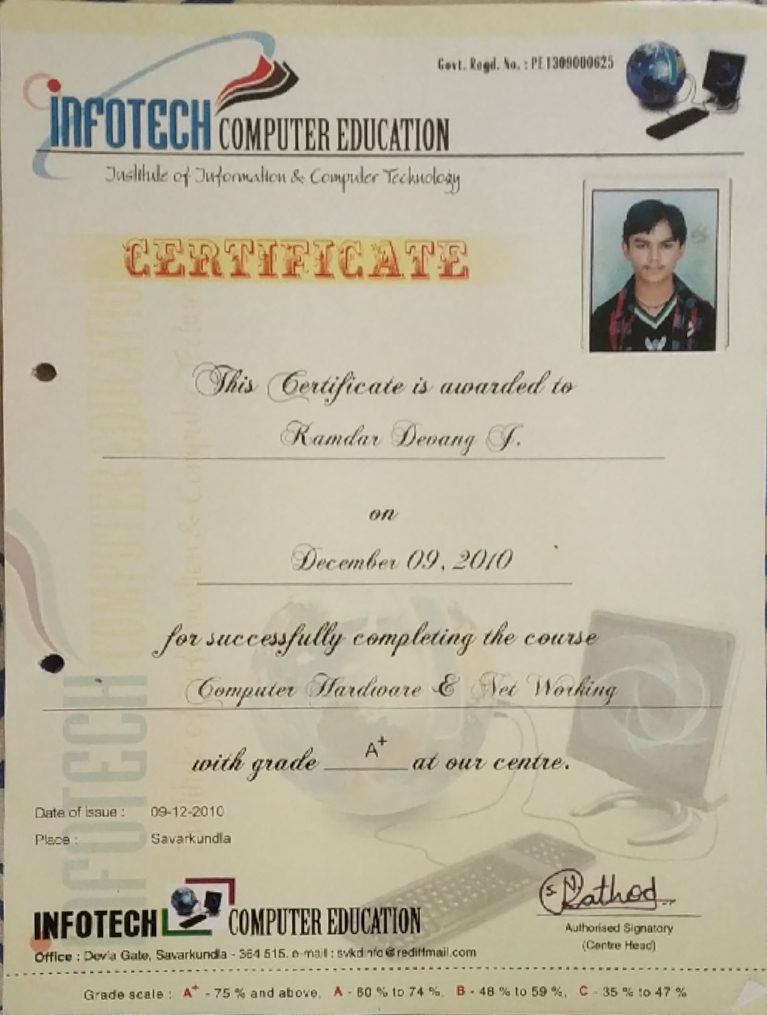 Govt. Regd. No. : PE1309000625
INFOTECH COMPUTER EDUCATION
Institute of Information & Computer Technology
CERTIFICATE
This Certificate is awarded to
Kamdar Devang J.
on
December 09, 2010
for successfully completing the course
Computer Hardware & Net Working
with grade A+ at our centre.
Date of issue : 09-12-2010
Place : Savarkundla
S. N. Rathod
INFOTECH COMPUTER EDUCATION
Authorised Signatory
(Centre Head)
Office : Devla Gate, Savarkundla - 364 515. e-mail : svkdinfo@rediffmail.com
Grade scale : A+ - 75 % and above, A - 60 % to 74 %, B - 48 % to 59 %, C - 35 % to 47 %